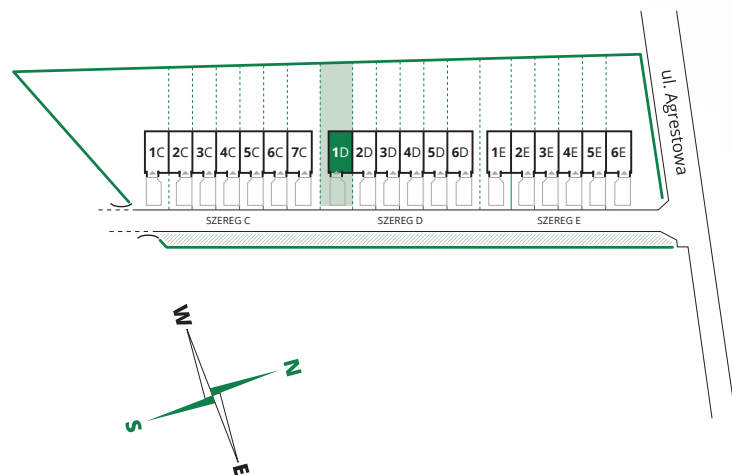 ul. Agrestowa
1C 2C 3C 4C 5C 6C 7C 1D 2D 3D 4D 5D 6D 1E 2E 3E 4E 5E 6E
SZEREG C SZEREG D SZEREG E
W
N
S
E